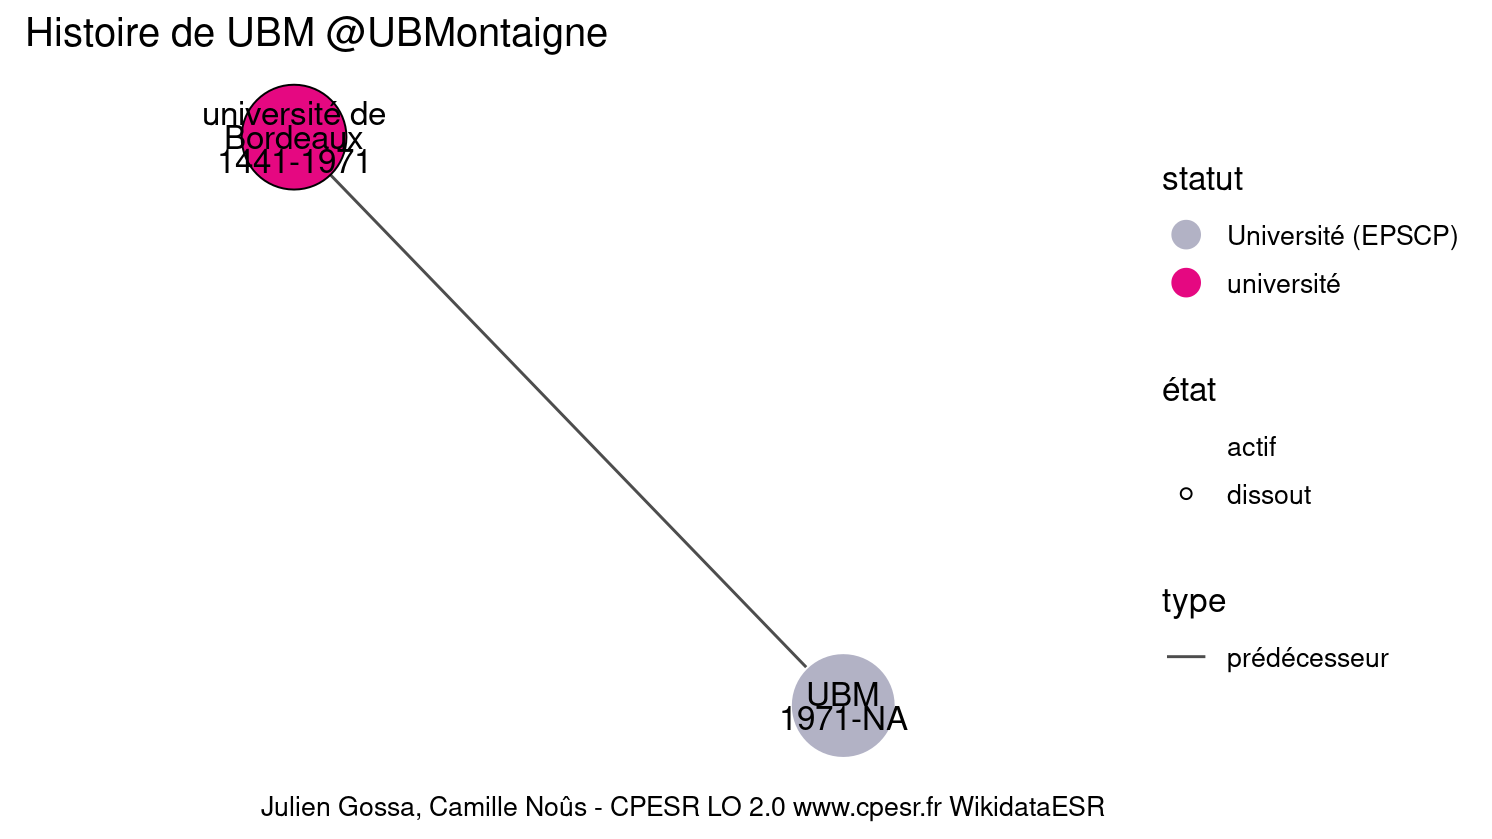 Histoire de UBM @UBMontaigne
université de
Bordeaux
1441-1971
statut
Université (EPSCP)
université
état
actif
dissout
type
prédécesseur
UBM
1971-NA
Julien Gossa, Camille Noûs - CPESR LO 2.0 www.cpesr.fr WikidataESR